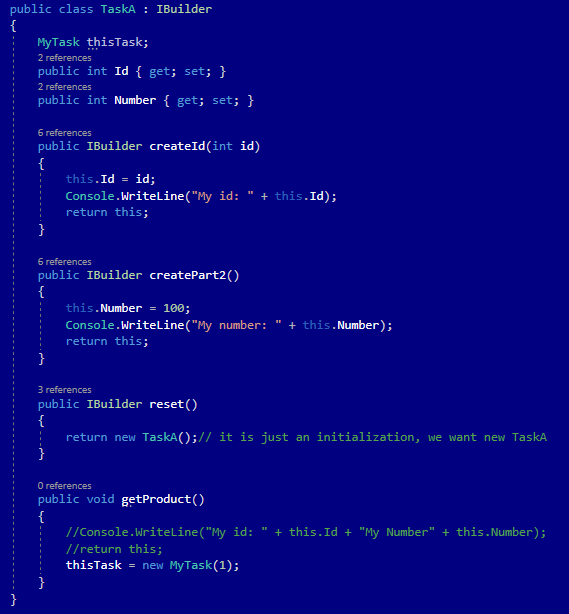 public class TaskA : IBuilder
{
MyTask thisTask;
2 references
public int Id { get; set; }
2 references
public int Number { get; set; }
6 references
public IBuilder createId(int id)
{
this.Id = id;
Console.WriteLine("My id: " + this.Id);
return this;
}
6 references
public IBuilder createPart2()
{
this.Number = 100;
Console.WriteLine("My number: " + this.Number);
return this;
}
3 references
public IBuilder reset()
{
return new TaskA();// it is just an initialization, we want new TaskA
}
0 references
public void getProduct()
{
//Console.WriteLine("My id: " + this.Id + "My Number" + this.Number);
//return this;
thisTask = new MyTask(1);
}
}